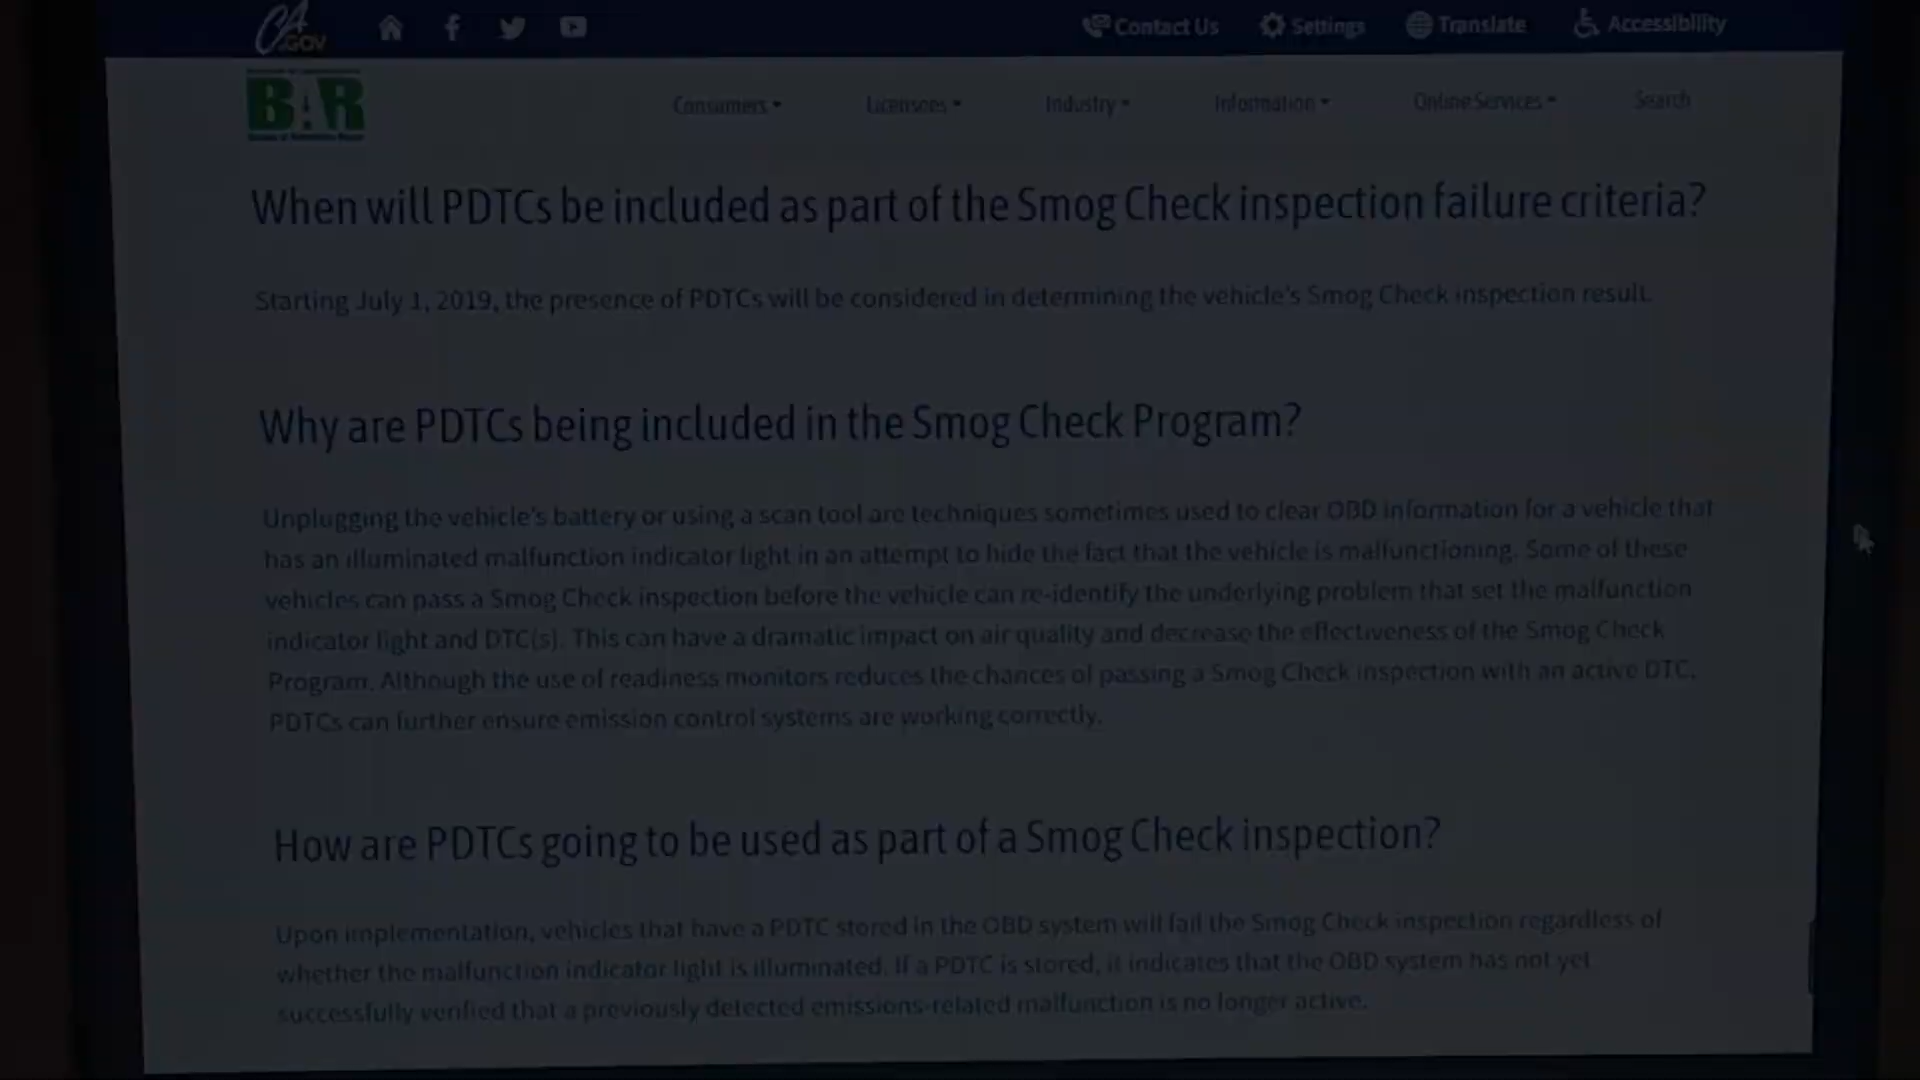 CA
.GOV
Contact Us
Settings
Translate
Accessibility
BAR
Consumers
Licensees
Industry
Information
Online Services
Search
When will PDTCs be included as part of the Smog Check inspection failure criteria?
Starting July 1, 2019, the presence of PDTCs will be considered in determining the vehicle's Smog Check inspection result.
Why are PDTCs being included in the Smog Check Program?
Unplugging the vehicle's battery or using a scan tool are techniques sometimes used to clear OBD information for a vehicle that
has an illuminated malfunction indicator light in an attempt to hide the fact that the vehicle is malfunctioning. Some of these
vehicles can pass a Smog Check inspection before the vehicle can re-identify the underlying problem that set the malfunction
indicator light and DTC(s). This can have a dramatic impact on air quality and decrease the effectiveness of the Smog Check
Program. Although the use of readiness monitors reduces the chances of passing a Smog Check inspection with an active DTC,
PDTCs can further ensure emission control systems are working correctly.
How are PDTCs going to be used as part of a Smog Check inspection?
Upon implementation, vehicles that have a PDTC stored in the OBD system will fail the Smog Check inspection regardless of
whether the malfunction indicator light is illuminated. If a PDTC is stored, it indicates that the OBD system has not yet
successfully verified that a previously detected emissions-related malfunction is no longer active.